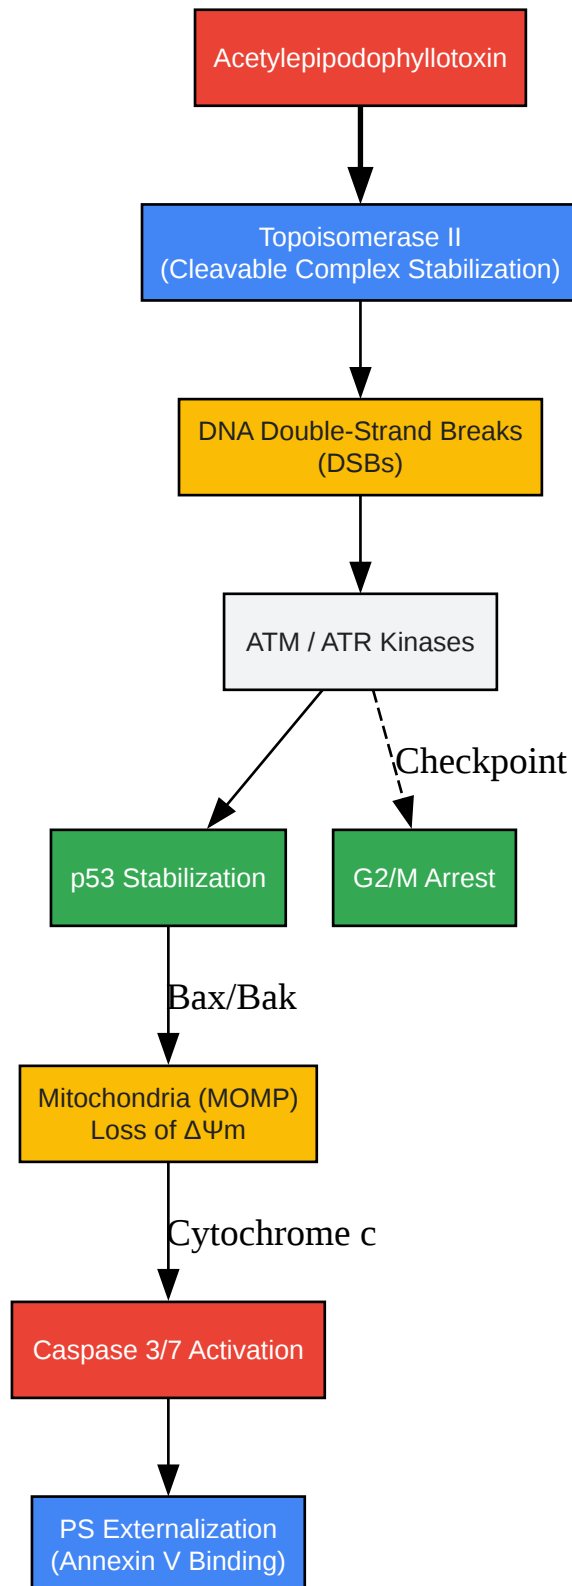 Acetylepipodophyllotoxin
Topoisomerase II
(Cleavable Complex Stabilization)
DNA Double-Strand Breaks
(DSBs)
ATM / ATR Kinases
Checkpoint
p53 Stabilization
G2/M Arrest
Bax/Bak
Mitochondria (MOMP)
Loss of ΔΨm
Cytochrome c
Caspase 3/7 Activation
PS Externalization
(Annexin V Binding)